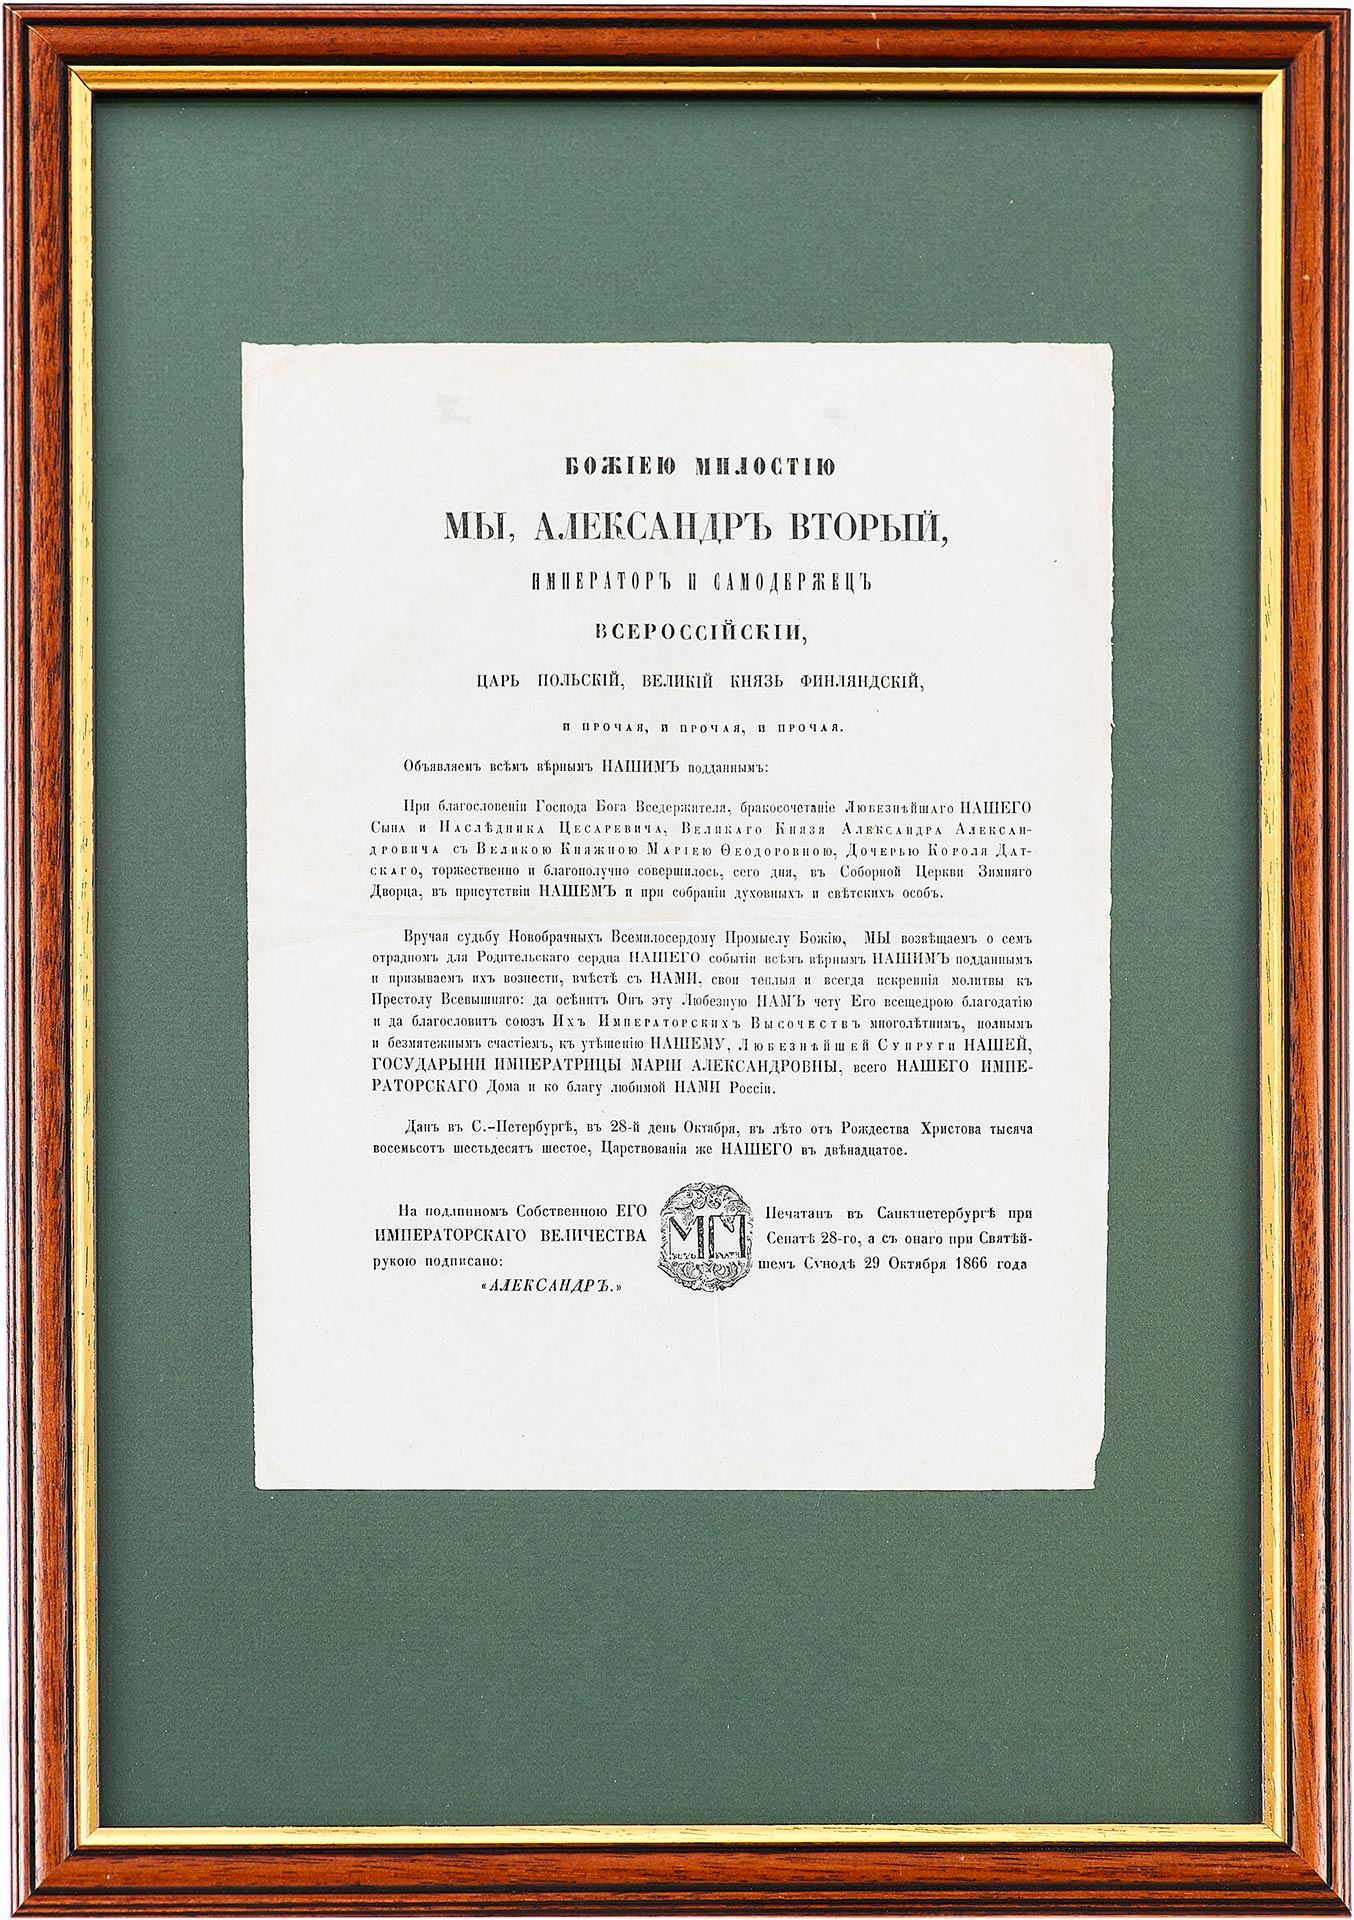 БОЖІЕЮ МИЛОСТІЮ
МЫ, АЛЕКСАНДРЪ ВТОРЫЙ,
ИМПЕРАТОРЪ И САМОДЕРЖЕЦЪ
ВСЕРОССІЙСКІЙ,
ЦАРЬ ПОЛЬСКІЙ, ВЕЛИКІЙ КНЯЗЬ ФИНЛЯНДСКІЙ,
И ПРОЧАЯ, И ПРОЧАЯ, И ПРОЧАЯ.
Объявляемъ всѣмъ вѣрнымъ НАШИМЪ подданнымъ:
При благословеніи Господа Бога Вседержителя, бракосочетаніе Любезнѣйшаго НАШЕГО
Сына и Наслѣдника Цесаревича, Великаго Князя Александра Алексан-
дровича съ Великою Княжною Маріею Ѳеодоровною, Дочерью Короля Дат-
скаго, торжественно и благополучно совершилось, сего дня, въ Соборной Церкви Зимняго
Дворца, въ присутствіи НАШЕМЪ и при собраніи духовныхъ и свѣтскихъ особъ.
Вручая судьбу Новобрачныхъ Всемилосердому Промыслу Божію, МЫ возвѣщаемъ о семъ
отрадномъ для Родительскаго сердца НАШЕГО событіи всѣмъ вѣрнымъ НАШИМЪ подданнымъ
и призываемъ ихъ вознести, вмѣстѣ съ НАМИ, свои теплыя и всегда искреннія молитвы къ
Престолу Всевышняго: да осѣнитъ Онъ эту Любезную НАМЪ чету Его всещедрою благодатію
и да благословитъ союзъ Ихъ Императорскихъ Высочествъ многолѣтнимъ, полнымъ
и безмятежнымъ счастіемъ, къ утѣшенію НАШЕМУ, Любезнѣйшей Супруги НАШЕЙ,
ГОСУДАРЫНИ ИМПЕРАТРИЦЫ МАРІИ АЛЕКСАНДРОВНЫ, всего НАШЕГО ИМПЕ-
РАТОРСКАГО Дома и ко благу любимой НАМИ Россіи.
Данъ въ С.-Петербургѣ, въ 28-й день Октября, въ лѣто отъ Рождества Христова тысяча
восемьсотъ шестьдесятъ шестое, Царствованія же НАШЕГО въ двѣнадцатое.
На подлинномъ Собственною ЕГО
ИМПЕРАТОРСКАГО ВЕЛИЧЕСТВА
рукою подписано:
«АЛЕКСАНДРЪ.»
МП
МѢСТО ПЕЧАТИ
Печатанъ въ Санктпетербургѣ при
Сенатѣ 28-го, а съ онаго при Святѣй-
шемъ Сѵнодѣ 29 Октября 1866 года